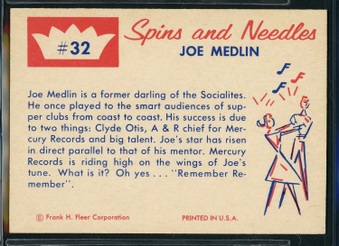 #32
Spins and Needles
JOE MEDLIN
Joe Medlin is a former darling of the Socialites.
He once played to the smart audiences of sup-
per clubs from coast to coast. His success is due
to two things: Clyde Otis, A & R chief for Mer-
cury Records and big talent. Joe's star has risen
in direct parallel to that of his mentor. Mercury
Records is riding high on the wings of Joe's
tune. What is it? Oh yes . . . "Remember Re-
member".
© Frank H. Fleer Corporation
PRINTED IN U.S.A.